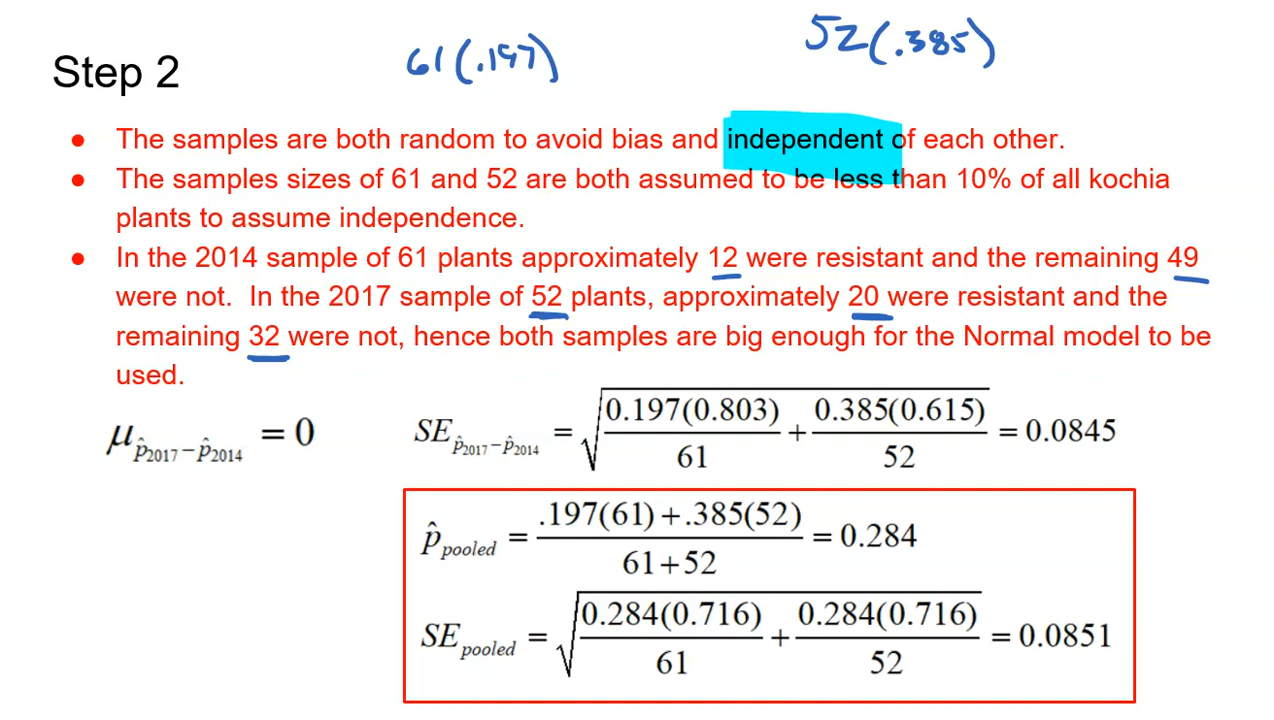 61(.197)
52(.385)
Step 2
● The samples are both random to avoid bias and independent of each other.
● The samples sizes of 61 and 52 are both assumed to be less than 10% of all kochia
plants to assume independence.
● In the 2014 sample of 61 plants approximately 12 were resistant and the remaining 49
were not. In the 2017 sample of 52 plants, approximately 20 were resistant and the
remaining 32 were not, hence both samples are big enough for the Normal model to be
used.
μ_{p̂_{2017}−p̂_{2014}} = 0
SE_{p̂_{2017}−p̂_{2014}} = √(0.197(0.803)/61 + 0.385(0.615)/52) = 0.0845
p̂_{pooled} = (.197(61)+.385(52))/(61+52) = 0.284
SE_{pooled} = √(0.284(0.716)/61 + 0.284(0.716)/52) = 0.0851